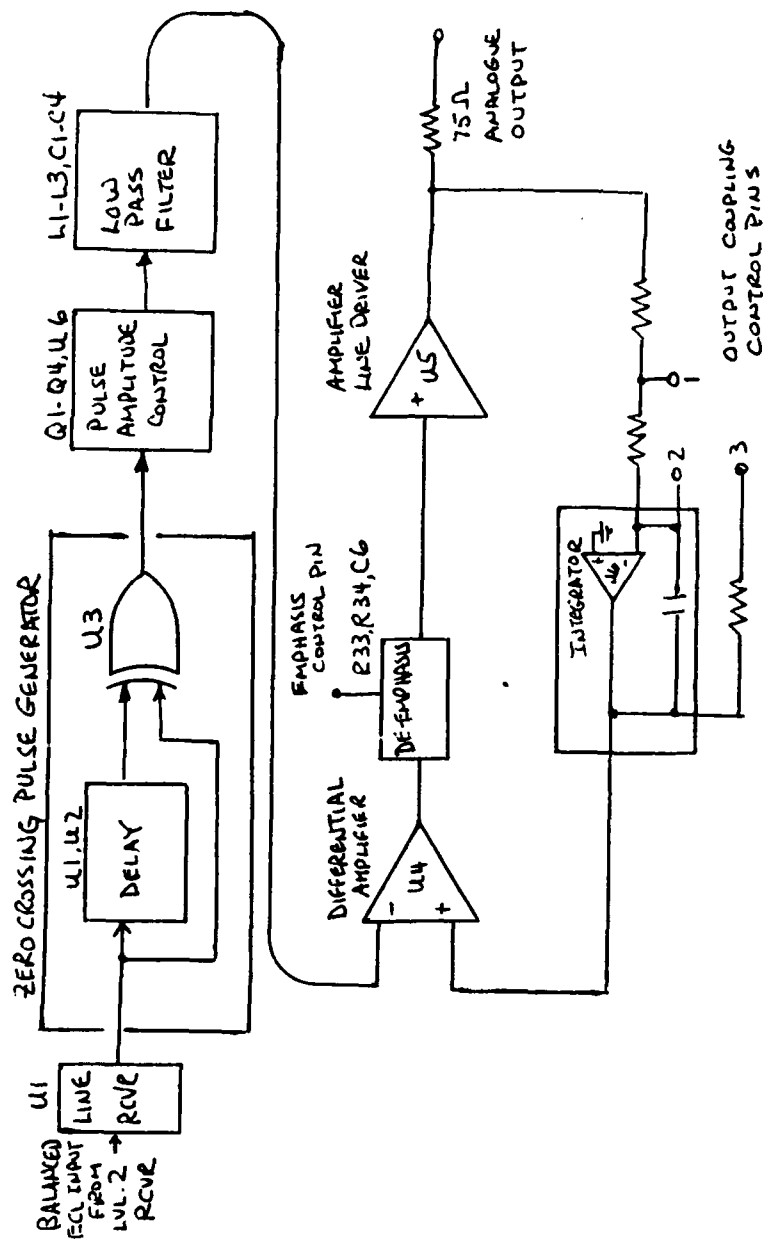 BALANCED
ECL INPUT
FROM
LVL. 2
RCVR
U1
LINE
RCVR
ZERO CROSSING PULSE GENERATOR
U1, U2
DELAY
U3
Q1-Q4, U6
PULSE
AMPLITUDE
CONTROL
L1-L3, C1-C4
LOW
PASS
FILTER
DIFFERENTIAL
AMPLIFIER
-
+
U4
EMPHASIS
CONTROL PIN
R33, R34, C6
DE-EMPHASIS
AMPLIFIER
LINE DRIVER
+
U5
75Ω
ANALOGUE
OUTPUT
INTEGRATOR
+
U6
-
1
2
3
OUTPUT COUPLING
CONTROL PINS